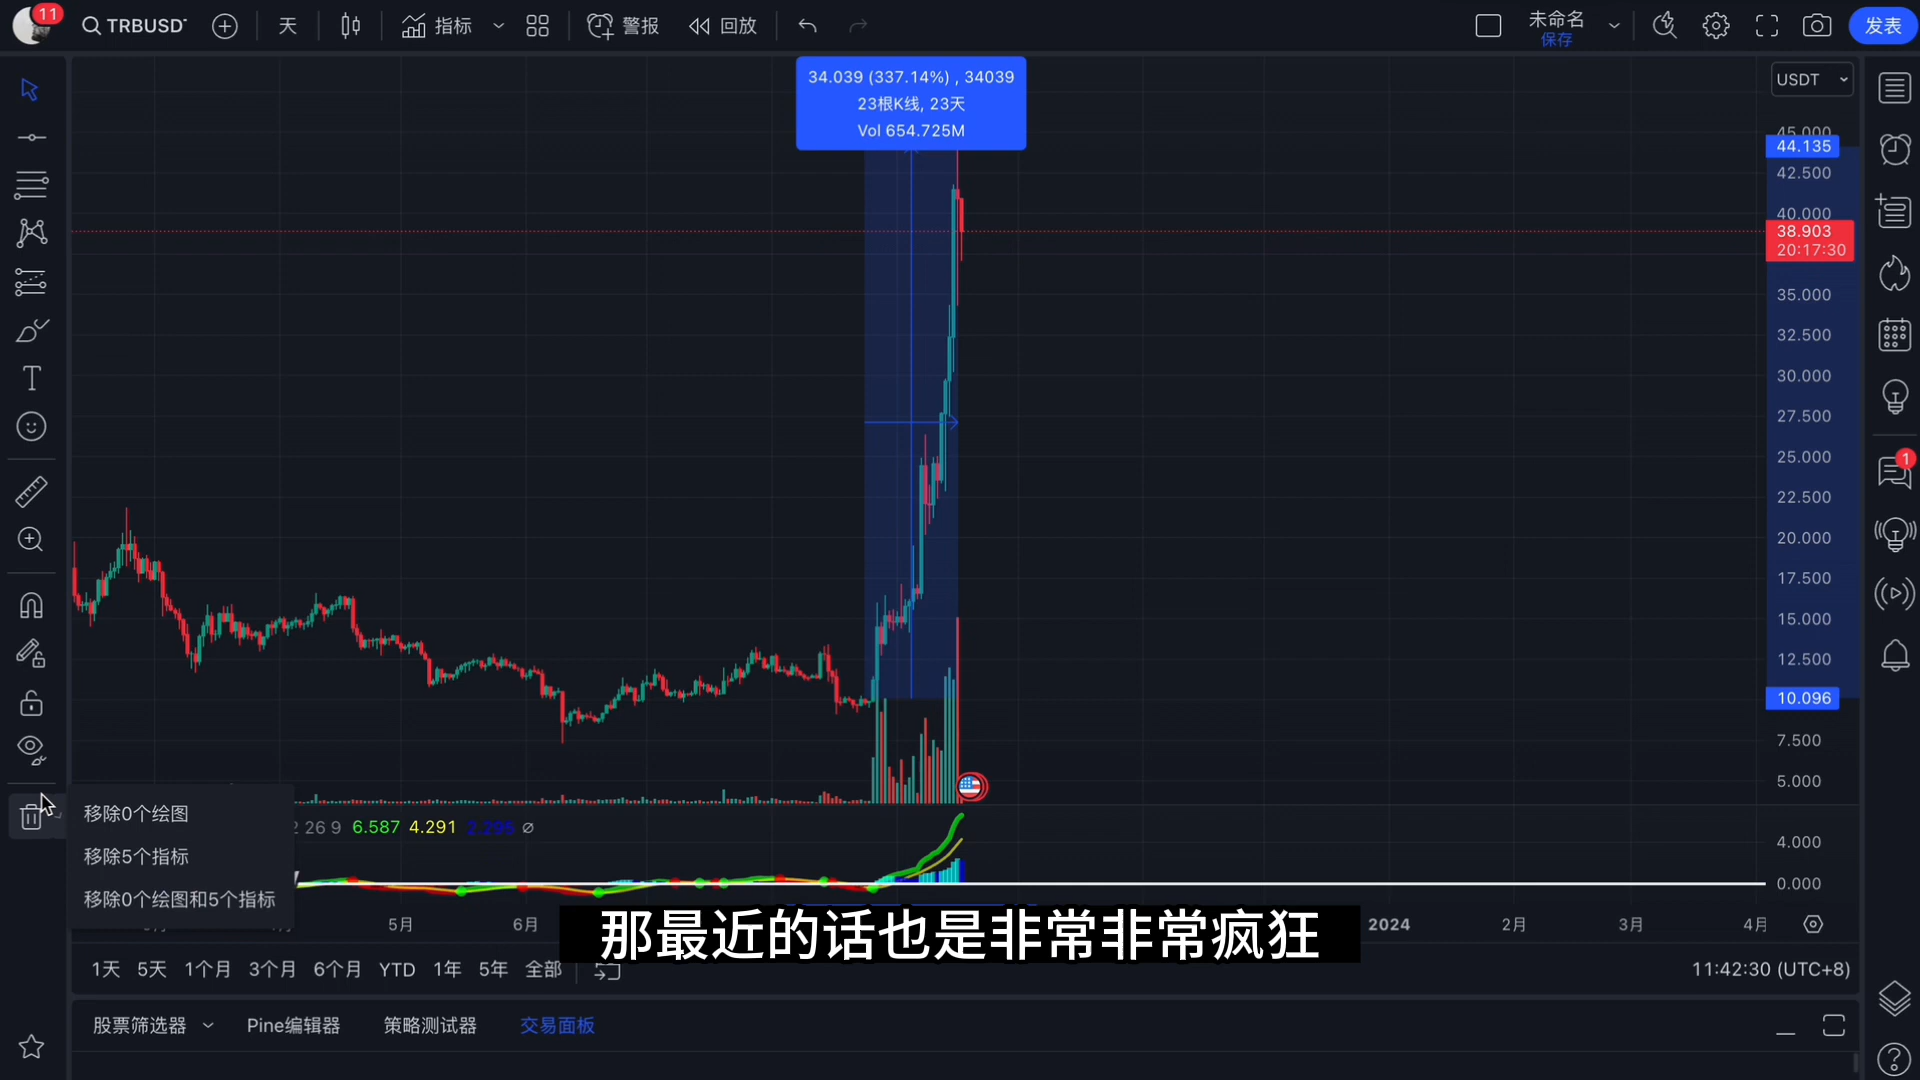 11
TRBUSDT
天
指标
警报
回放
未命名
保存
发表
34.039 (337.14%) , 34039
23根K线, 23天
Vol 654.725M
USDT
45.000
44.135
42.500
40.000
38.903
20:17:30
35.000
32.500
30.000
27.500
25.000
22.500
20.000
17.500
15.000
12.500
10.096
7.500
5.000
1
移除0个绘图
移除5个指标
移除0个绘图和5个指标
2 26 9 6.587 4.291 2.295 ∅
4.000
0.000
5月
6月
2024
2月
3月
4月
那最近的话也是非常非常疯狂
1天 5天 1个月 3个月 6个月 YTD 1年 5年 全部
11:42:30 (UTC+8)
股票筛选器 Pine编辑器 策略测试器 交易面板